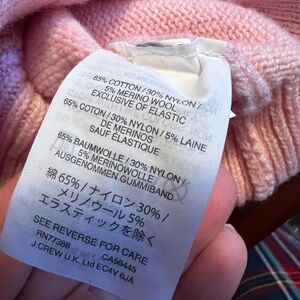 65% COTTON / 30% NYLON /
5% MERINO WOOL
EXCLUSIVE OF ELASTIC
65% COTON / 30% NYLON / 5% LAINE
DE MERINOS
SAUF ÉLASTIQUE
65% BAUMWOLLE / 30% NYLON /
5% MERINOWOLLE /
AUSGENOMMEN GUMMIBAND
綿 65% / ナイロン 30% /
メリノウール 5%
エラスティックを除く
SEE REVERSE FOR CARE
RN77388 CA58445
J.CREW U.K. Ltd EC4V 6JA